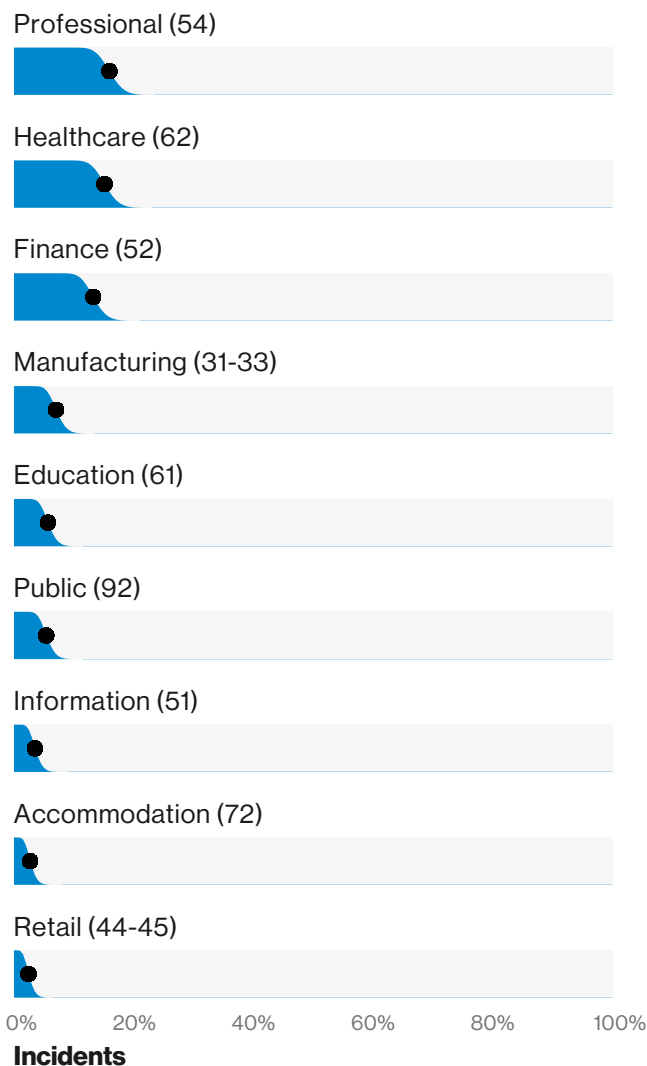 Professional (54)
Healthcare (62)
Finance (52)
Manufacturing (31-33)
Education (61)
Public (92)
Information (51)
Accommodation (72)
Retail (44-45)
0% 20% 40% 60% 80% 100%
Incidents